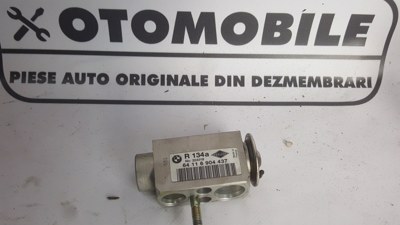 OTOMOBILE
PIESE AUTO ORIGINALE DIN DEZMEMBRARI
R 134a
64.11 6 904 437